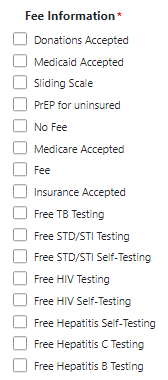 Fee Information *
Donations Accepted
Medicaid Accepted
Sliding Scale
PrEP for uninsured
No Fee
Medicare Accepted
Fee
Insurance Accepted
Free TB Testing
Free STD/STI Testing
Free STD/STI Self-Testing
Free HIV Testing
Free HIV Self-Testing
Free Hepatitis Self-Testing
Free Hepatitis C Testing
Free Hepatitis B Testing